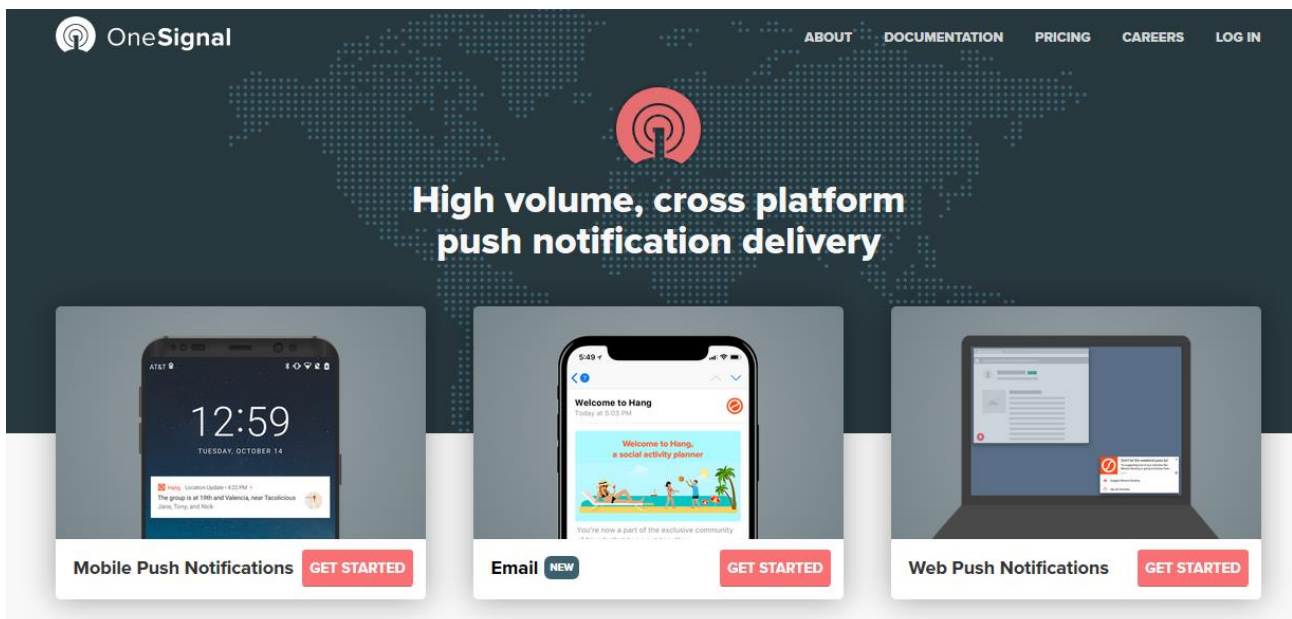 OneSignal
ABOUT DOCUMENTATION PRICING CAREERS LOG IN
High volume, cross platform
push notification delivery
AT&T
12:59
TUESDAY, OCTOBER 14
Hang Location Update • 4:22 PM
The group is at 19th and Valencia, near Tacolicious
Jane, Tony, and Nick
Mobile Push Notifications GET STARTED
5:49
Welcome to Hang
Today at 5:03 PM
Welcome to Hang,
a social activity planner
You're now a part of the exclusive community
Email NEW GET STARTED
Web Push Notifications GET STARTED